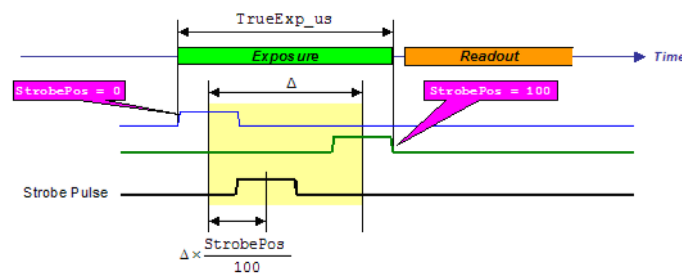 TrueExp_us
Exposure
Readout
Time
StrobePos = 0
Δ
StrobePos = 100
Strobe Pulse
Δ× StrobePos
100